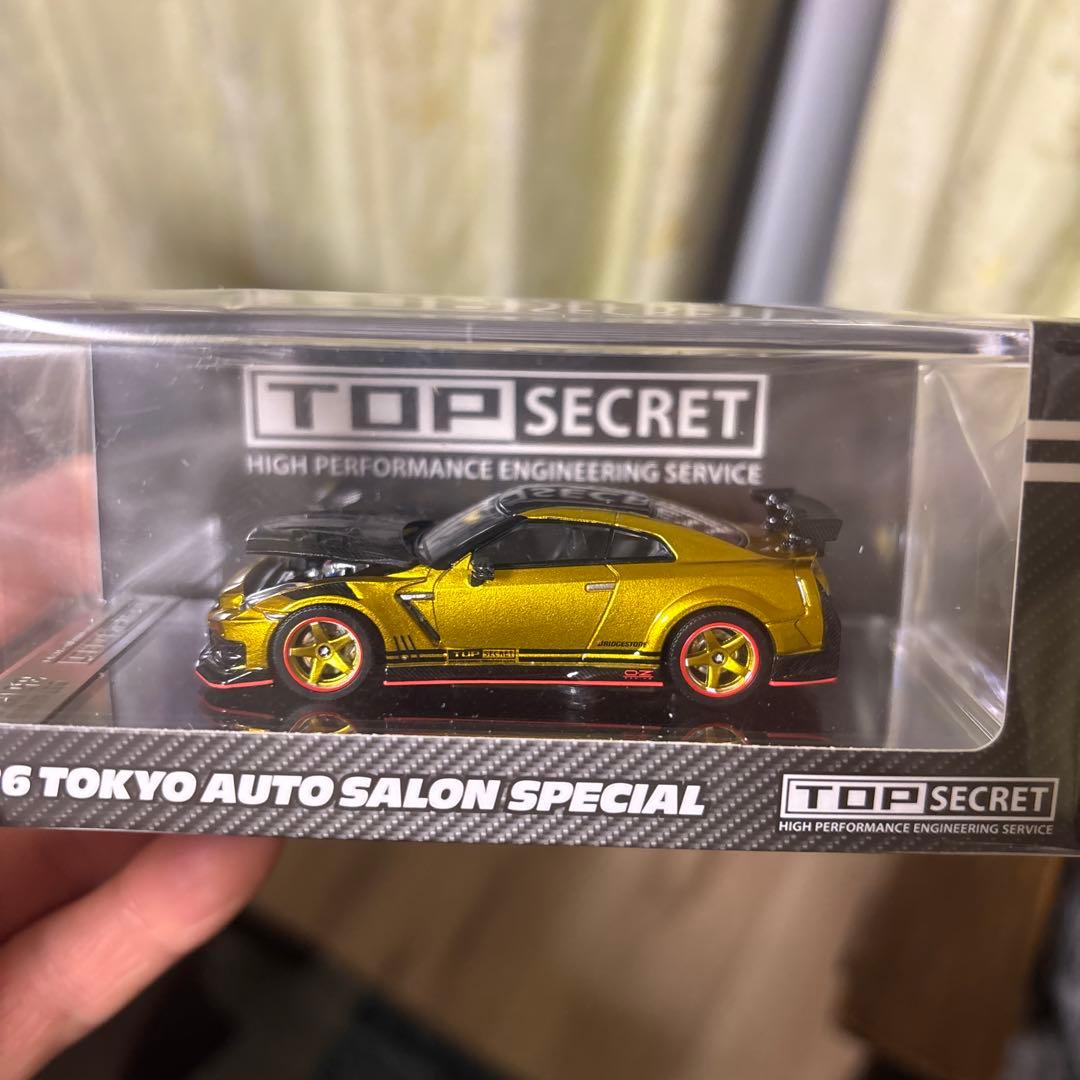 TOP SECRET
HIGH PERFORMANCE ENGINEERING SERVICE
BRIDGESTONE
TOP SECRET
OZ
6 TOKYO AUTO SALON SPECIAL
TOP SECRET
HIGH PERFORMANCE ENGINEERING SERVICE